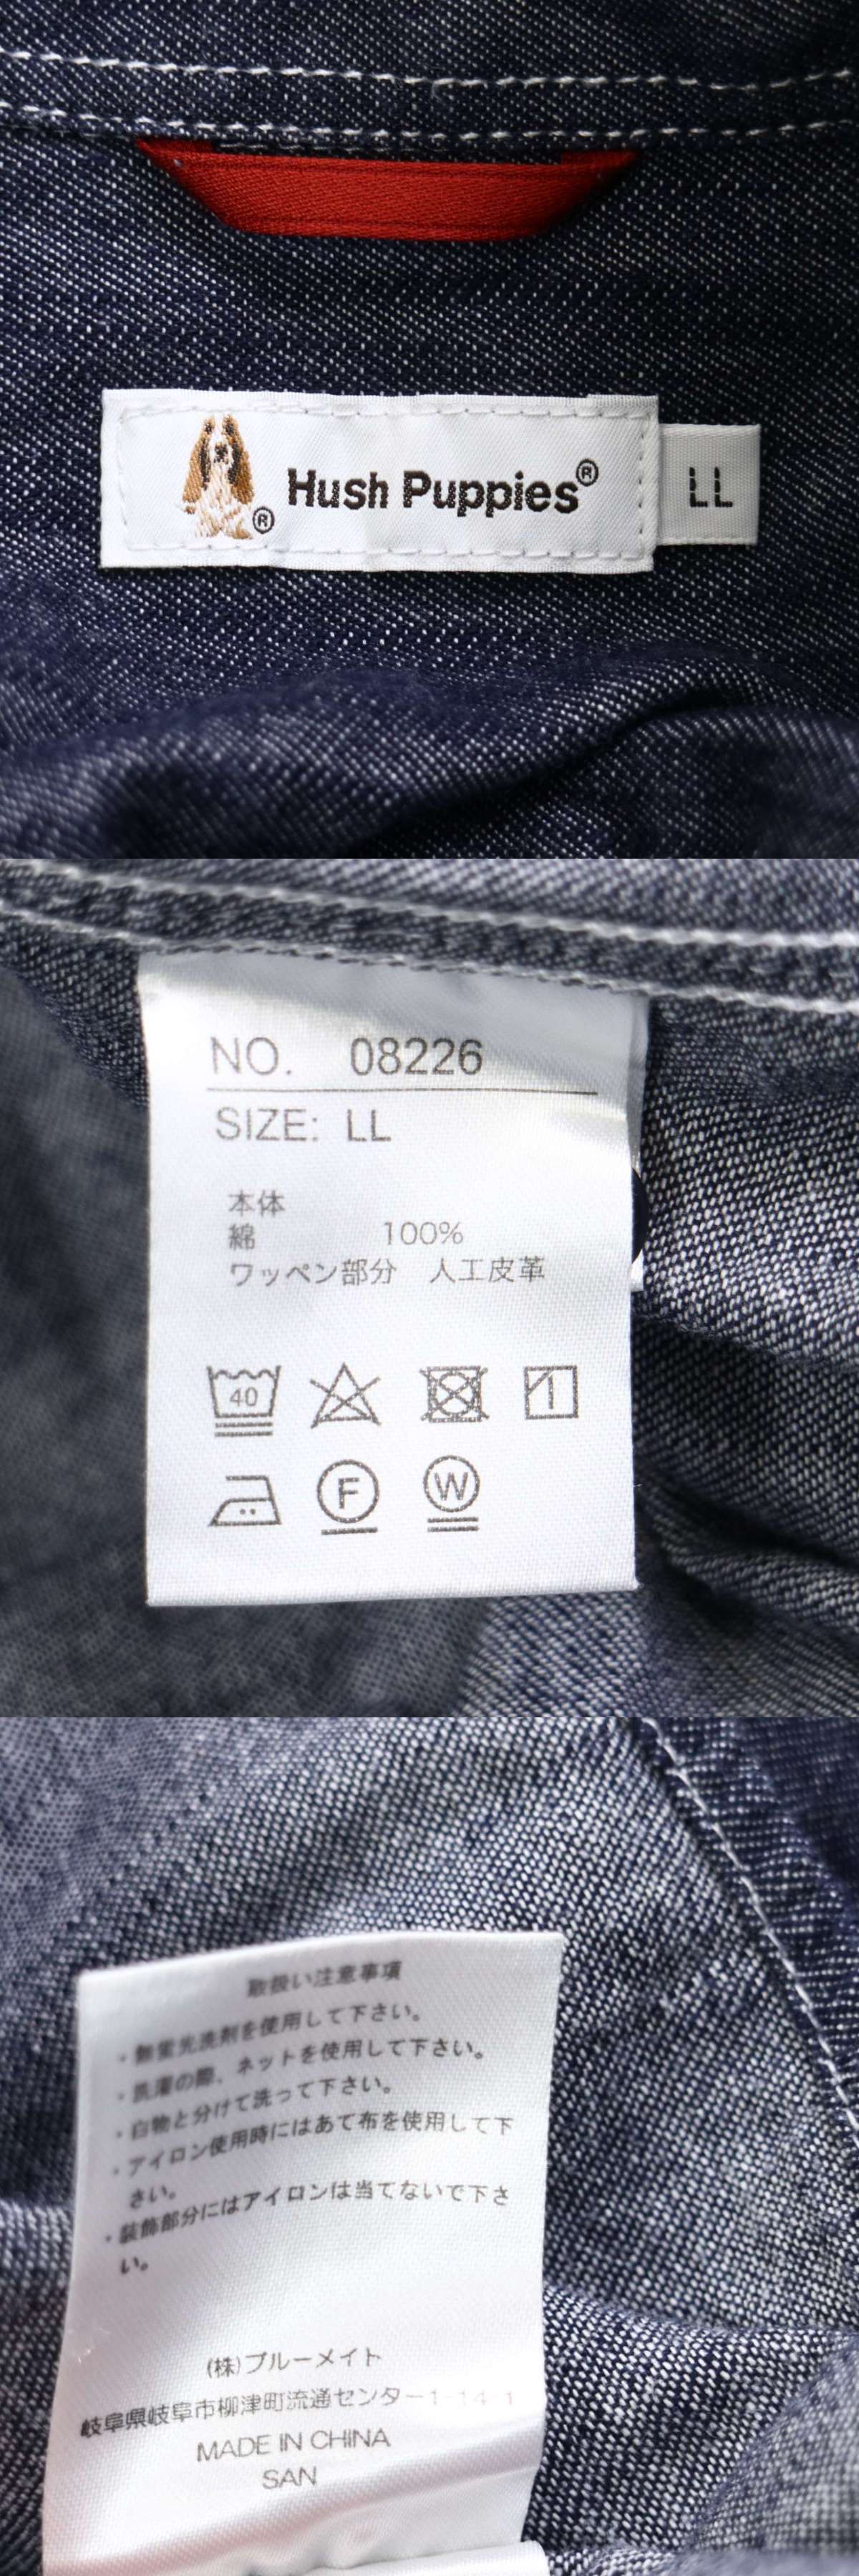 Hush Puppies®
®
LL
NO. 08226
SIZE: LL
本体
綿 100%
ワッペン部分 人工皮革
40
F
W
取扱い注意事項
・無蛍光洗剤を使用して下さい。
・洗濯の際、ネットを使用して下さい。
・白物と分けて洗って下さい。
・アイロン使用時にはあて布を使用して下
さい。
・装飾部分にはアイロンは当てないで下さ
い。
(株)ブルーメイト
岐阜県岐阜市柳津町流通センター1-14-1
MADE IN CHINA
SAN